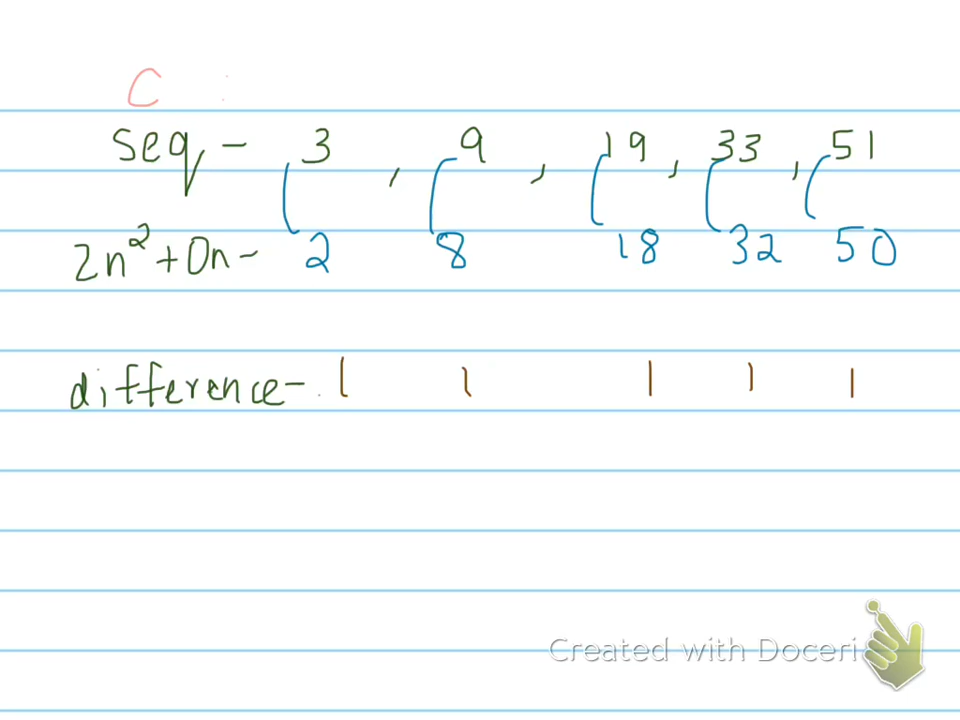 C
seq - 3 , 9 , 19 , 33 , 51
2n²+0n- 2 8 18 32 50
difference- 1 1 1 1 1
Created with Doceri